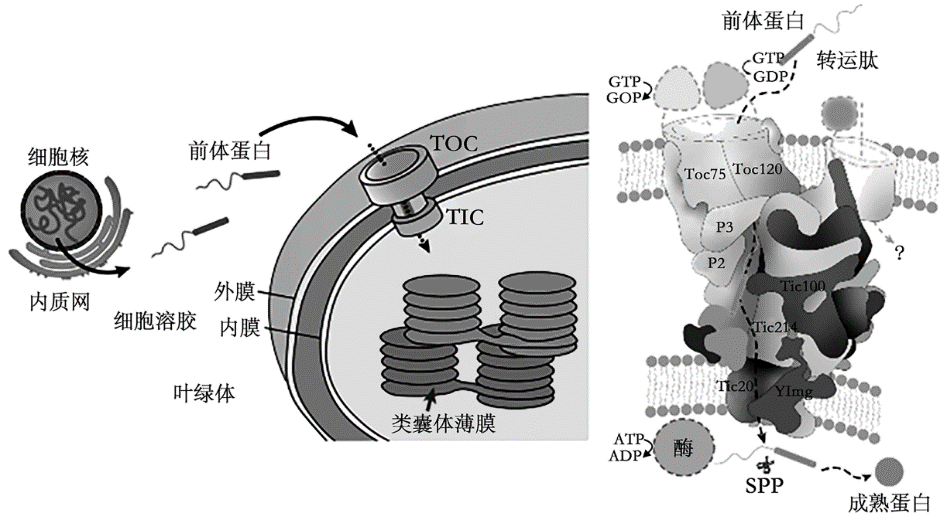 细胞核
内质网
前体蛋白
细胞溶胶
TOC
TIC
外膜
内膜
叶绿体
类囊体薄膜
前体蛋白
转运肽
GTP
GDP
GTP
GOP
Toc75
Toc120
P3
P2
?
Tic100
Tic214
Tic20
YImg
ATP
ADP
酶
SPP
成熟蛋白